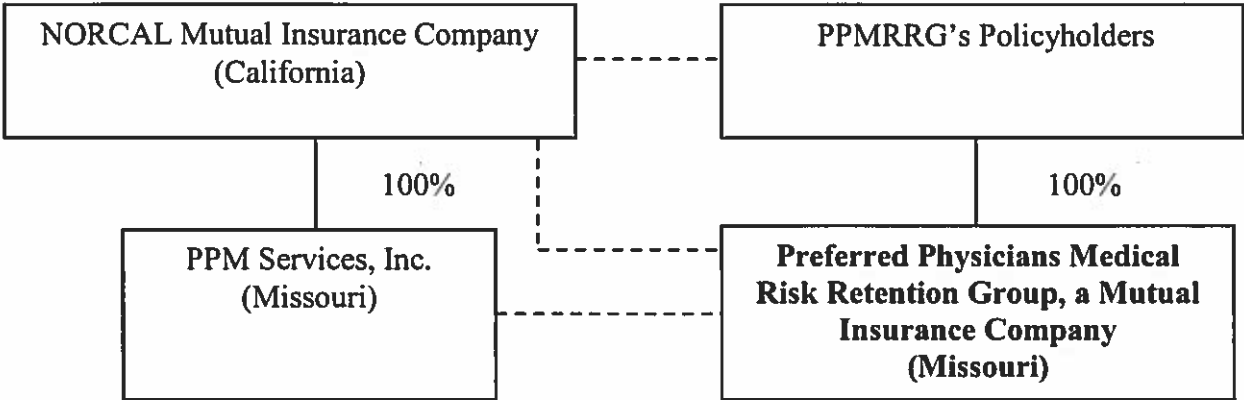 NORCAL Mutual Insurance Company
(California)
PPMRRG's Policyholders
100%
100%
PPM Services, Inc.
(Missouri)
Preferred Physicians Medical
Risk Retention Group, a Mutual
Insurance Company
(Missouri)